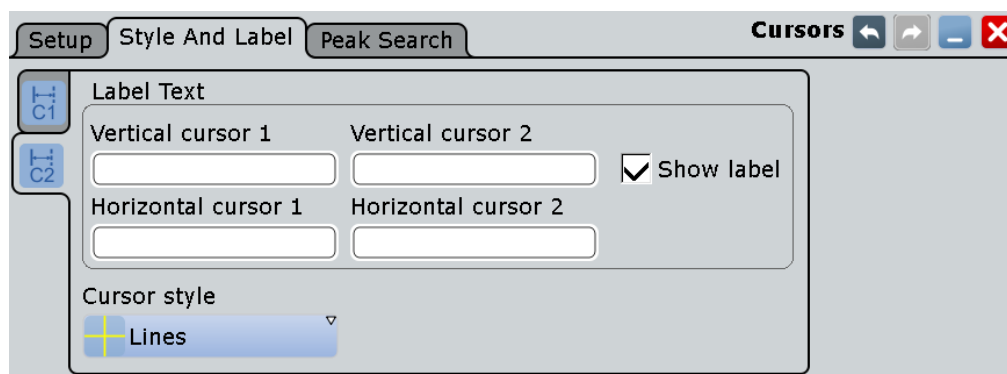 Setup Style And Label Peak Search Cursors
C1
Label Text
Vertical cursor 1 Vertical cursor 2
Show label
C2
Horizontal cursor 1 Horizontal cursor 2
Cursor style
Lines